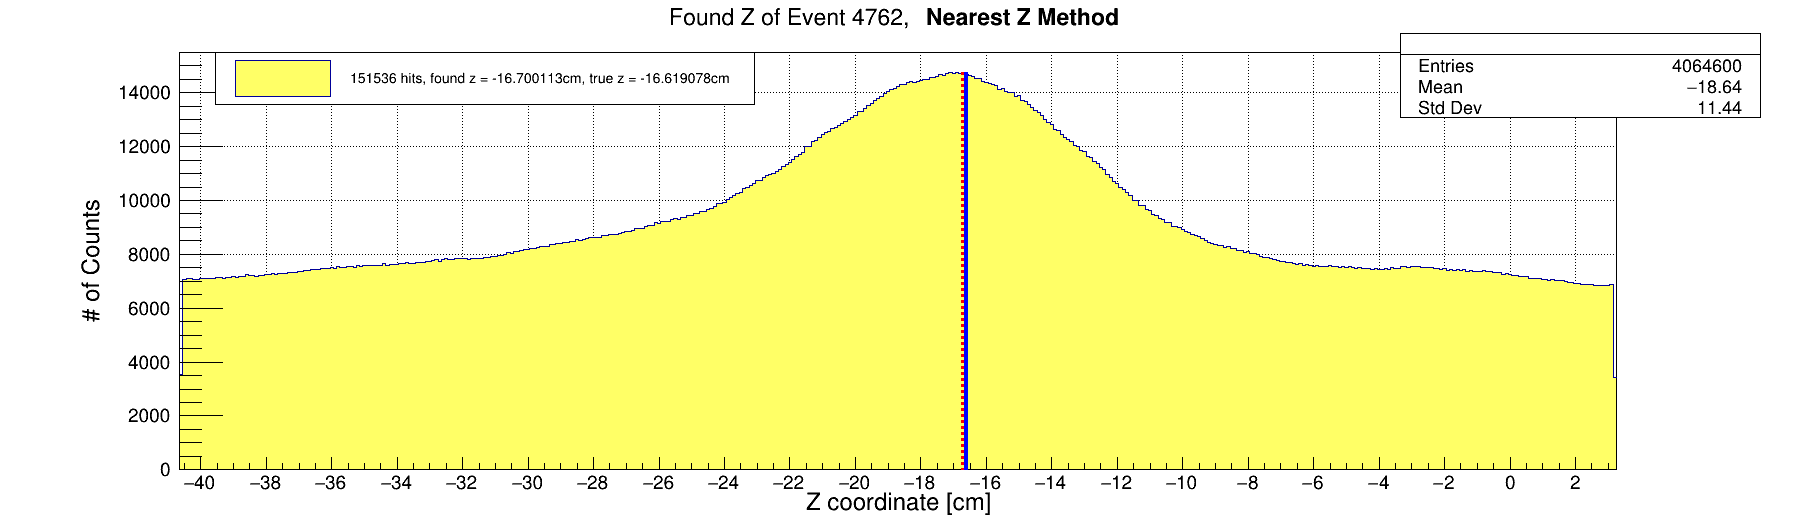 Found Z of Event 4762, Nearest Z Method
151536 hits, found z = -16.700113cm, true z = -16.619078cm
Entries 4064600
Mean −18.64
Std Dev 11.44
# of Counts
14000
12000
10000
8000
6000
4000
2000
0
−40 −38 −36 −34 −32 −30 −28 −26 −24 −22 −20 −18 −16 −14 −12 −10 −8 −6 −4 −2 0 2
Z coordinate [cm]